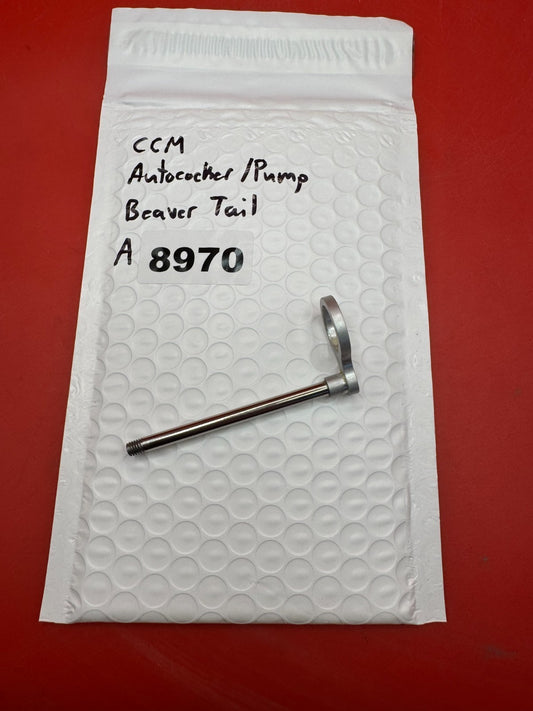 CCM
Autococker/Pump
Beaver Tail
A 8970